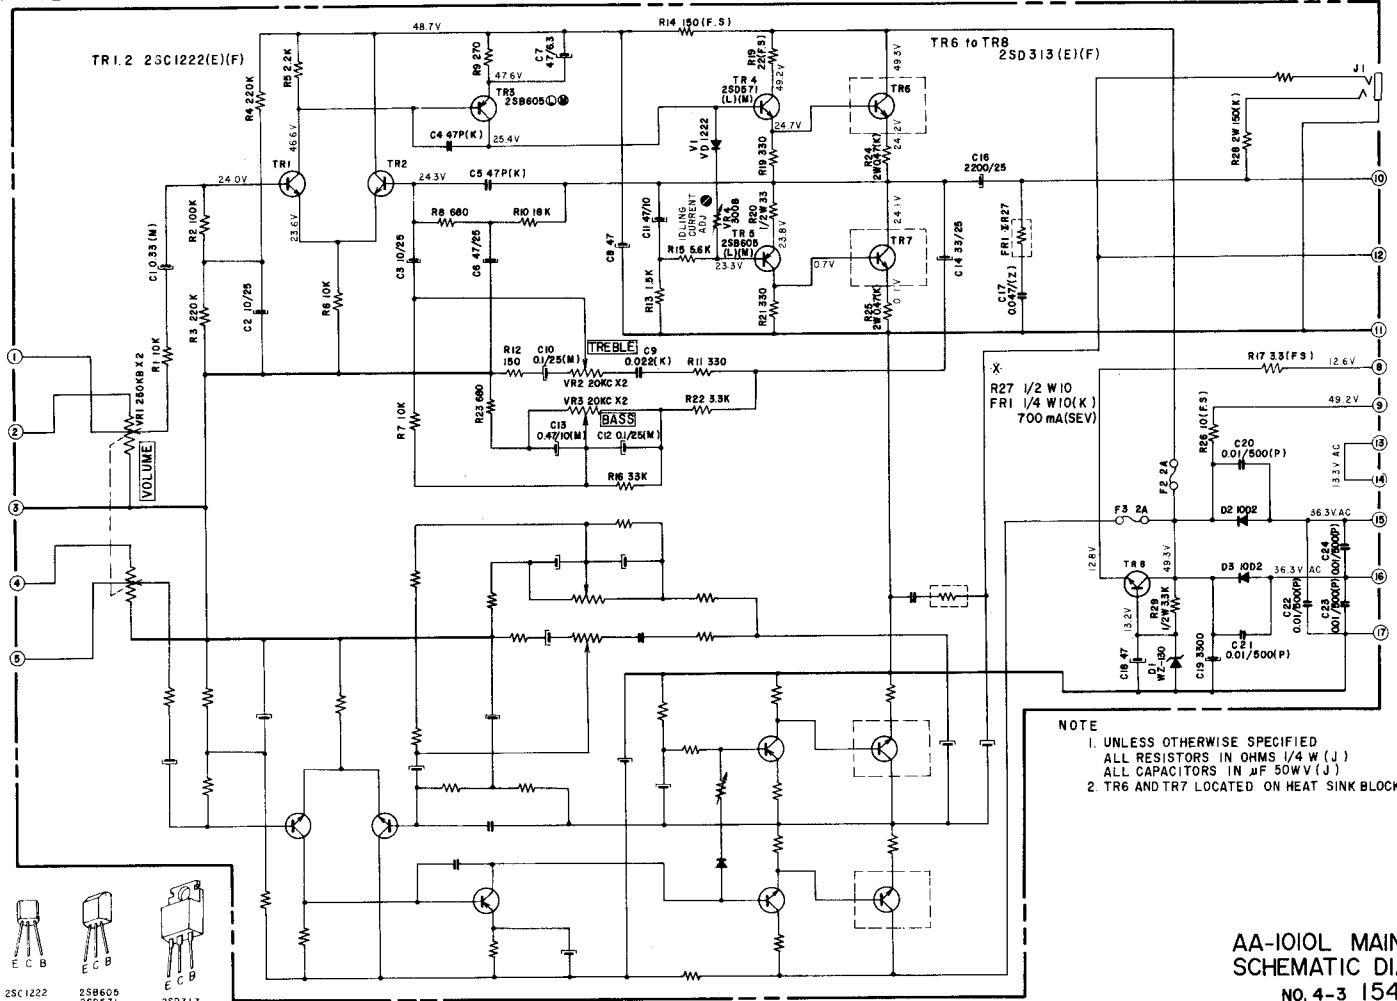 48.7V
R14 150(F.S)
TR1.2 2SC1222(E)(F)
R5 2.2K
R4 220K
R9 270
C7 47/6.3
47.6V
TR3
2SB605ⓁⓂ
C4 47P(K)
25.4V
46.6V
R19 22(F.S)
49.2V
TR 4
2SD571
(L)(M)
24.7V
V1
VD1222
R19 330
49.3V
TR6 to TR8
2SD313(E)(F)
TR6
24.2V
R24
2W0.47(K)
C16
2200/25
J1
R28 2W 150(K)
10
24.0V
TR1
TR2
24.3V
C5 47P(K)
R2 100K
23.6V
R8 680
R10 18K
C11 47/10
IDLING
CURRENT
ADJ
VR4
300B
R20
1/2W 33
23.8V
24.1V
FR1 ※R27
C1 0.33(M)
C3 10/25
C6 47/25
C8 47
R15 5.6K
23.3V
TR 5
2SB605
(L)(M)
0.7V
TR7
C14 33/25
12
R3 220K
C2 10/25
R6 10K
R13 1.5K
R21 330
R25
2W0.47(K)
0.1V
C17
0.047(Z)
11
1
R1 10K
VR1 250KB X2
R12
150
C10
0.1/25(M)
TREBLE
C9
0.022(K)
R11 330
VR2 20KC X2
※
R27 1/2 W10
FR1 1/4 W10(K)
700 mA(SEV)
R17 3.3(F S)
12.6V
8
2
VOLUME
R7 10K
R23 680
VR3 20KC X2
BASS
R22 3.3K
C13
0.47/10(M)
C12 0.1/25(M)
R16 33K
49.2V
9
R26 10(F.S)
C20
0.01/500(P)
13
13.3V AC
14
3
F2 2A
F3 2A
D2 10D2
36.3V AC
15
4
12.8V
TR8
49.3V
D3 10D2
36.3V AC
C24
0.01/500(P)
16
5
13.2V
R29
1/2W3.3K
C22
0.01/500(P)
C23
0.01/500(P)
17
C18 47
D1
WZ-130
C19 3300
C21
0.01/500(P)
NOTE
1. UNLESS OTHERWISE SPECIFIED
ALL RESISTORS IN OHMS 1/4 W (J)
ALL CAPACITORS IN µF 50WV(J)
2. TR6 AND TR7 LOCATED ON HEAT SINK BLOCK
E C B
E C B
E C B
2SC1222
2SB605
2SD571
2SD313
AA-1010L MAIN
SCHEMATIC DI
NO. 4-3 154